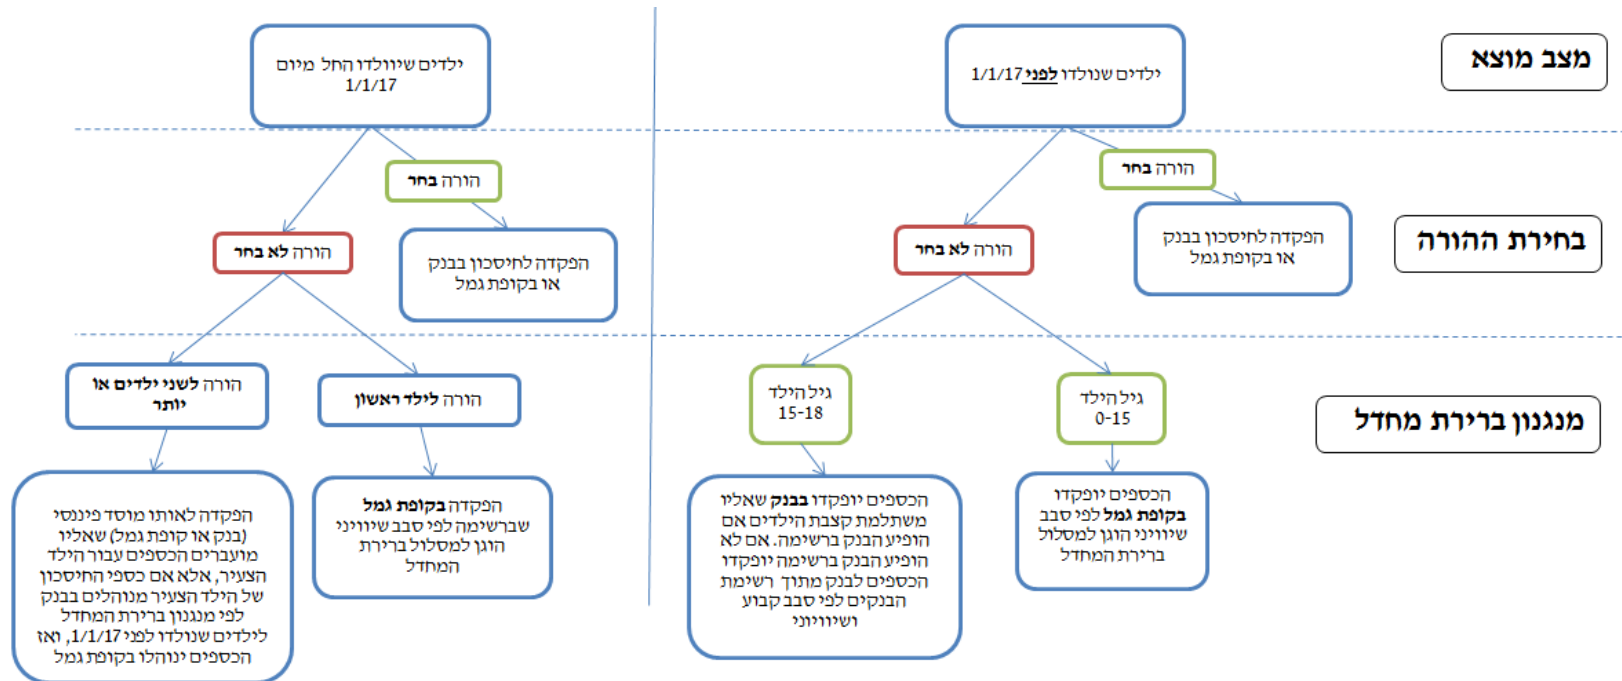 מצב מוצא
ילדים שנולדו לפני 1/1/17
ילדים שיוולדו החל מיום
1/1/17
בחירת ההורה
הורה בחר
הפקדה לחיסכון בבנק
או בקופת גמל
הורה לא בחר
הורה בחר
הפקדה לחיסכון בבנק
או בקופת גמל
הורה לא בחר
מנגנון ברירת מחדל
גיל הילד
0-15
הכספים יופקדו
בקופת גמל לפי סבב
שיוויני הוגן למסלול
ברירת המחדל
גיל הילד
15-18
הכספים יופקדו בבנק שאליו
משתלמת קצבת הילדים אם
הופיע הבנק ברשימה. אם לא
הופיע הבנק ברשימה יופקדו
הכספים לבנק מתוך רשימת
הבנקים לפי סבב קבוע
ושיוויוני
הורה לילד ראשון
הפקדה בקופת גמל
שברשימה לפי סבב שיוויני
הוגן למסלול ברירת
המחדל
הורה לשני ילדים או
יותר
הפקדה לאותו מוסד פיננסי
(בנק או קופת גמל) שאליו
מועברים הכספים עבור הילד
הצעיר, אלא אם כספי החיסכון
של הילד הצעיר מנוהלים בבנק
לפי מנגנון ברירת המחדל
לילדים שנולדו לפני 1/1/17, ואז
הכספים ינוהלו בקופת גמל